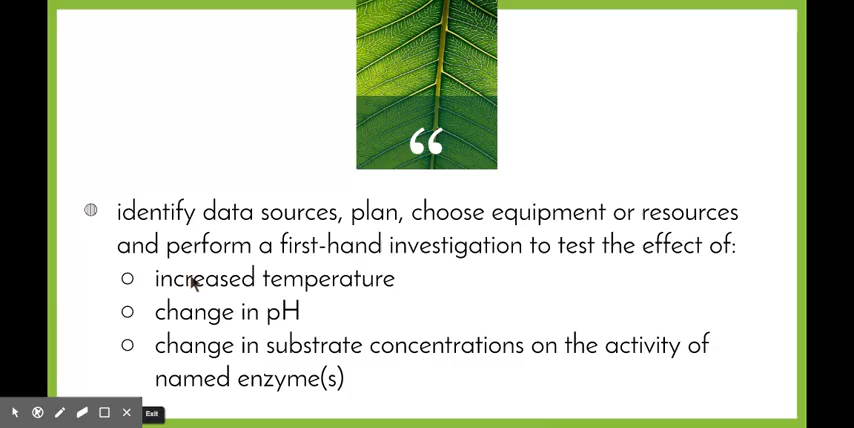 “
identify data sources, plan, choose equipment or resources
and perform a first-hand investigation to test the effect of:
increased temperature
change in pH
change in substrate concentrations on the activity of
named enzyme(s)
Exit